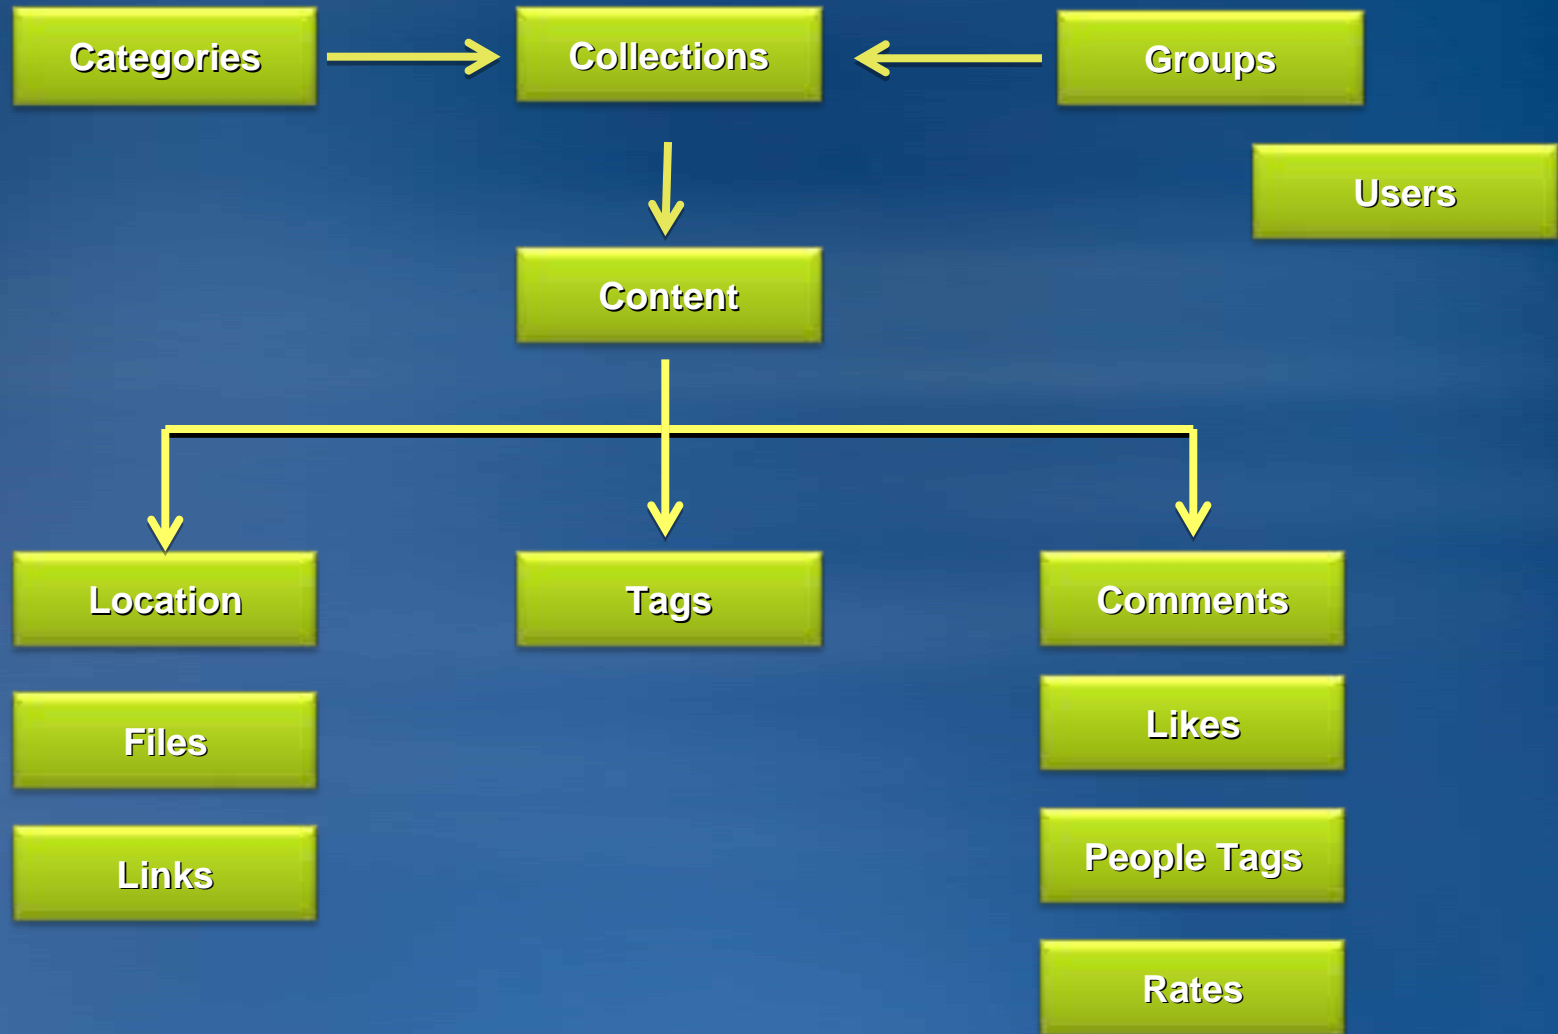 Categories
Collections
Groups
Users
Content
Location
Tags
Comments
Files
Likes
Links
People Tags
Rates